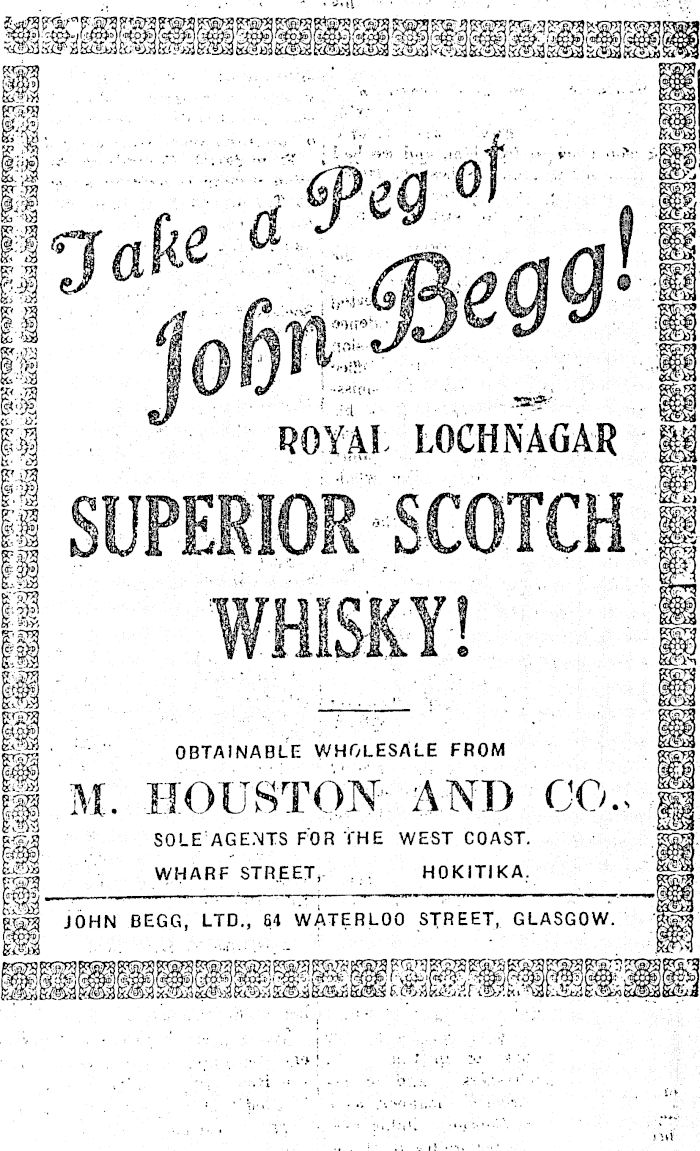 Take a Peg of
John Begg!
ROYAL LOCHNAGAR
SUPERIOR SCOTCH
WHISKY!
OBTAINABLE WHOLESALE FROM
M. HOUSTON AND CO.,
SOLE AGENTS FOR THE WEST COAST.
WHARF STREET, HOKITIKA.
JOHN BEGG, LTD., 64 WATERLOO STREET, GLASGOW.